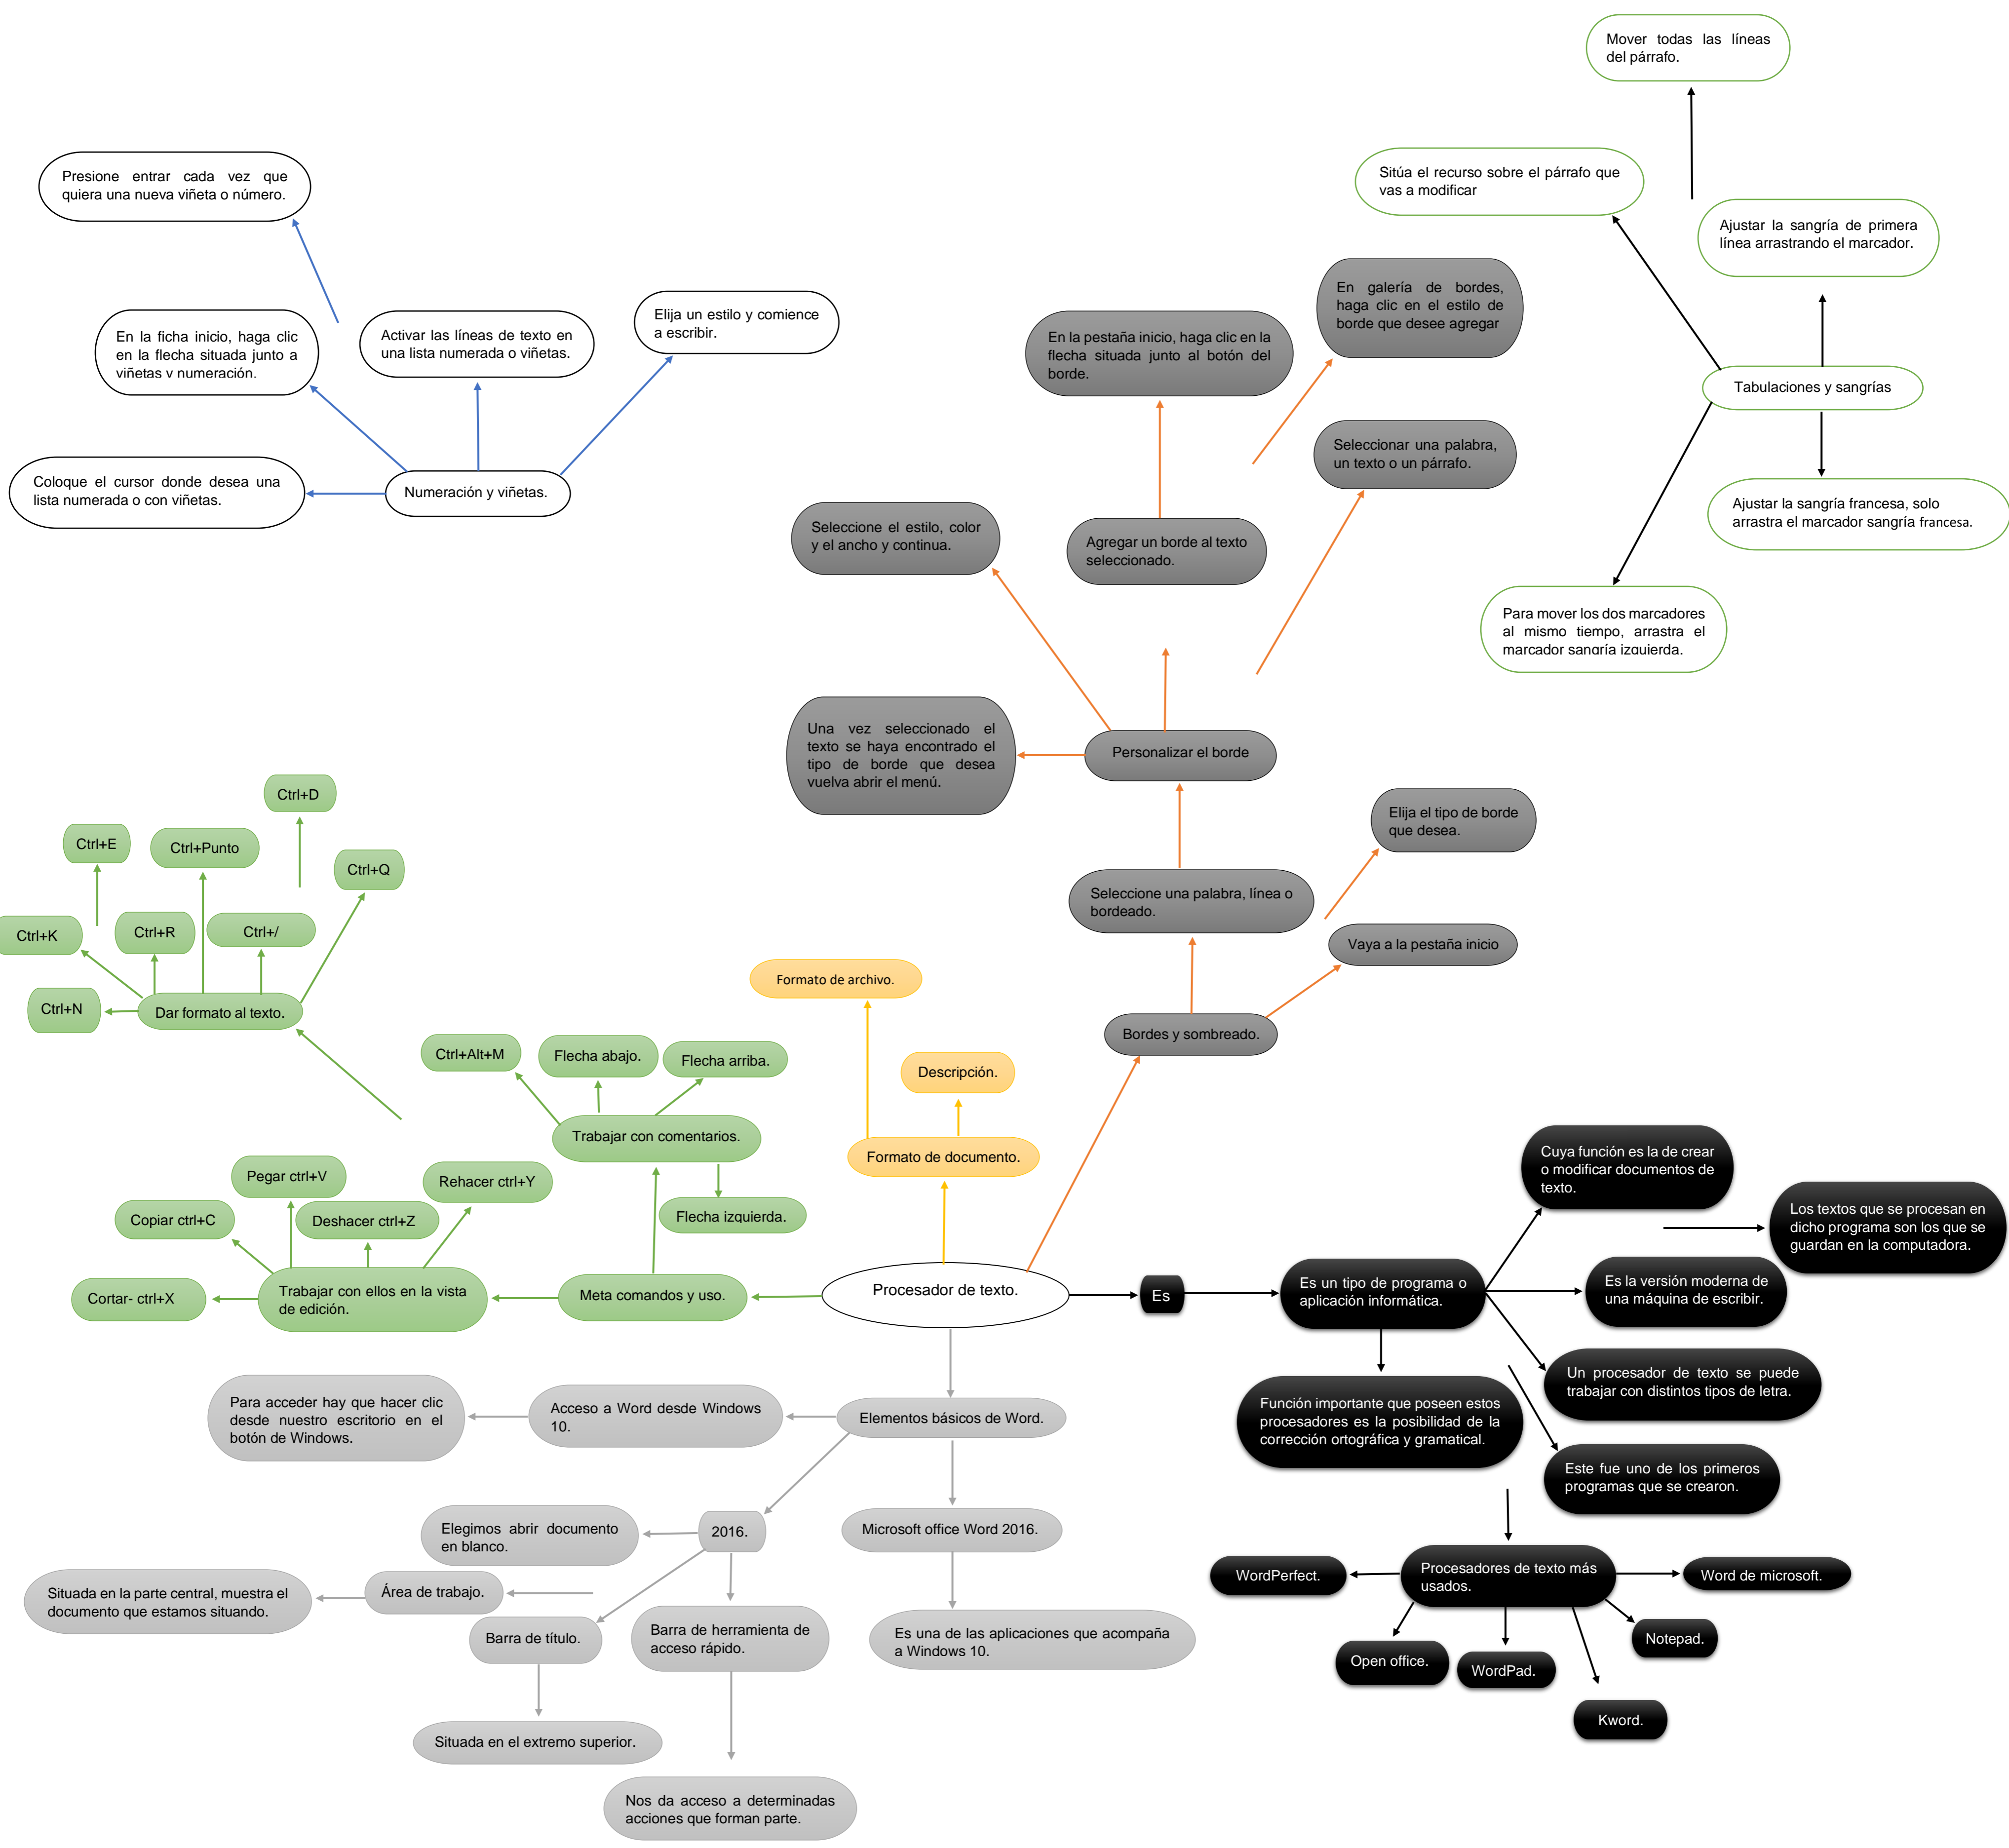 Mover todas las líneas
del párrafo.
Presione entrar cada vez que
quiera una nueva viñeta o número.
Sitúa el recurso sobre el párrafo que
vas a modificar
Ajustar la sangría de primera
línea arrastrando el marcador.
En la ficha inicio, haga clic
en la flecha situada junto a
viñetas y numeración.
Activar las líneas de texto en
una lista numerada o viñetas.
Elija un estilo y comience
a escribir.
En la pestaña inicio, haga clic en la
flecha situada junto al botón del
borde.
En galería de bordes,
haga clic en el estilo de
borde que desee agregar
Tabulaciones y sangrías
Seleccionar una palabra,
un texto o un párrafo.
Coloque el cursor donde desea una
lista numerada o con viñetas.
Numeración y viñetas.
Seleccione el estilo, color
y el ancho y continua.
Agregar un borde al texto
seleccionado.
Ajustar la sangría francesa, solo
arrastra el marcador sangría francesa.
Para mover los dos marcadores
al mismo tiempo, arrastra el
marcador sangría izquierda.
Una vez seleccionado el
texto se haya encontrado el
tipo de borde que desea
vuelva abrir el menú.
Personalizar el borde
Ctrl+D
Ctrl+E
Ctrl+Punto
Ctrl+Q
Elija el tipo de borde
que desea.
Seleccione una palabra, línea o
bordeado.
Ctrl+K
Ctrl+R
Ctrl+/
Vaya a la pestaña inicio
Formato de archivo.
Ctrl+N
Dar formato al texto.
Bordes y sombreado.
Ctrl+Alt+M
Flecha abajo.
Flecha arriba.
Descripción.
Trabajar con comentarios.
Formato de documento.
Cuya función es la de crear
o modificar documentos de
texto.
Pegar ctrl+V
Rehacer ctrl+Y
Copiar ctrl+C
Deshacer ctrl+Z
Flecha izquierda.
Los textos que se procesan en
dicho programa son los que se
guardan en la computadora.
Cortar- ctrl+X
Trabajar con ellos en la vista
de edición.
Meta comandos y uso.
Procesador de texto.
Es
Es un tipo de programa o
aplicación informática.
Es la versión moderna de
una máquina de escribir.
Para acceder hay que hacer clic
desde nuestro escritorio en el
botón de Windows.
Acceso a Word desde Windows
10.
Elementos básicos de Word.
Función importante que poseen estos
procesadores es la posibilidad de la
corrección ortográfica y gramatical.
Un procesador de texto se puede
trabajar con distintos tipos de letra.
Este fue uno de los primeros
programas que se crearon.
Elegimos abrir documento
en blanco.
2016.
Microsoft office Word 2016.
Situada en la parte central, muestra el
documento que estamos situando.
Área de trabajo.
WordPerfect.
Procesadores de texto más
usados.
Word de microsoft.
Barra de título.
Barra de herramienta de
acceso rápido.
Es una de las aplicaciones que acompaña
a Windows 10.
Open office.
WordPad.
Notepad.
Kword.
Situada en el extremo superior.
Nos da acceso a determinadas
acciones que forman parte.